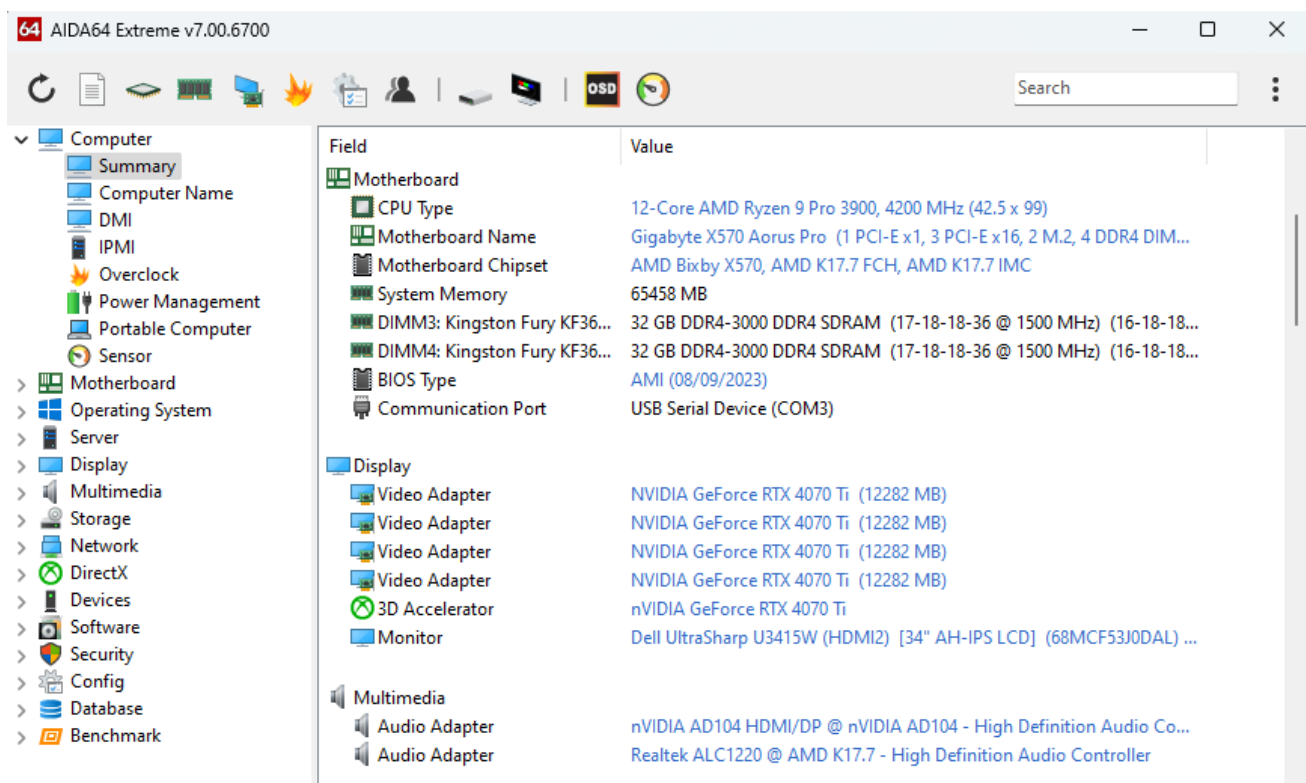 64 AIDA64 Extreme v7.00.6700
OSD
Search
Computer
Summary
Computer Name
DMI
IPMI
Overclock
Power Management
Portable Computer
Sensor
Motherboard
Operating System
Server
Display
Multimedia
Storage
Network
DirectX
Devices
Software
Security
Config
Database
Benchmark
Field Value
Motherboard
CPU Type 12-Core AMD Ryzen 9 Pro 3900, 4200 MHz (42.5 x 99)
Motherboard Name Gigabyte X570 Aorus Pro (1 PCI-E x1, 3 PCI-E x16, 2 M.2, 4 DDR4 DIM...
Motherboard Chipset AMD Bixby X570, AMD K17.7 FCH, AMD K17.7 IMC
System Memory 65458 MB
DIMM3: Kingston Fury KF36... 32 GB DDR4-3000 DDR4 SDRAM (17-18-18-36 @ 1500 MHz) (16-18-18...
DIMM4: Kingston Fury KF36... 32 GB DDR4-3000 DDR4 SDRAM (17-18-18-36 @ 1500 MHz) (16-18-18...
BIOS Type AMI (08/09/2023)
Communication Port USB Serial Device (COM3)
Display
Video Adapter NVIDIA GeForce RTX 4070 Ti (12282 MB)
Video Adapter NVIDIA GeForce RTX 4070 Ti (12282 MB)
Video Adapter NVIDIA GeForce RTX 4070 Ti (12282 MB)
Video Adapter NVIDIA GeForce RTX 4070 Ti (12282 MB)
3D Accelerator nVIDIA GeForce RTX 4070 Ti
Monitor Dell UltraSharp U3415W (HDMI2) [34" AH-IPS LCD] (68MCF53J0DAL) ...
Multimedia
Audio Adapter nVIDIA AD104 HDMI/DP @ nVIDIA AD104 - High Definition Audio Co...
Audio Adapter Realtek ALC1220 @ AMD K17.7 - High Definition Audio Controller